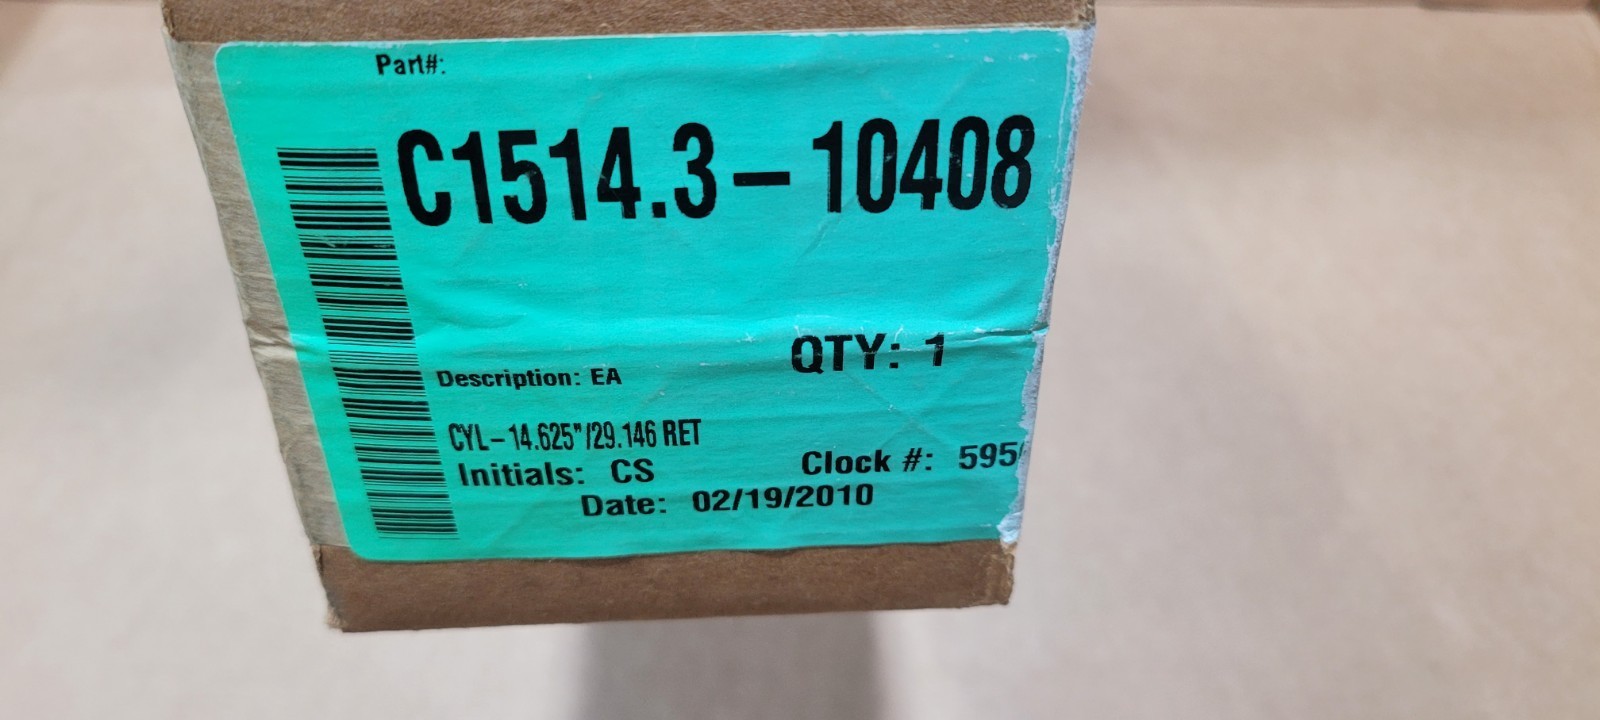 Part#:
C1514.3-10408
QTY: 1
Description: EA
CYL-14.625"/29.146 RET
Initials: CS
Clock #: 595
Date: 02/19/2010